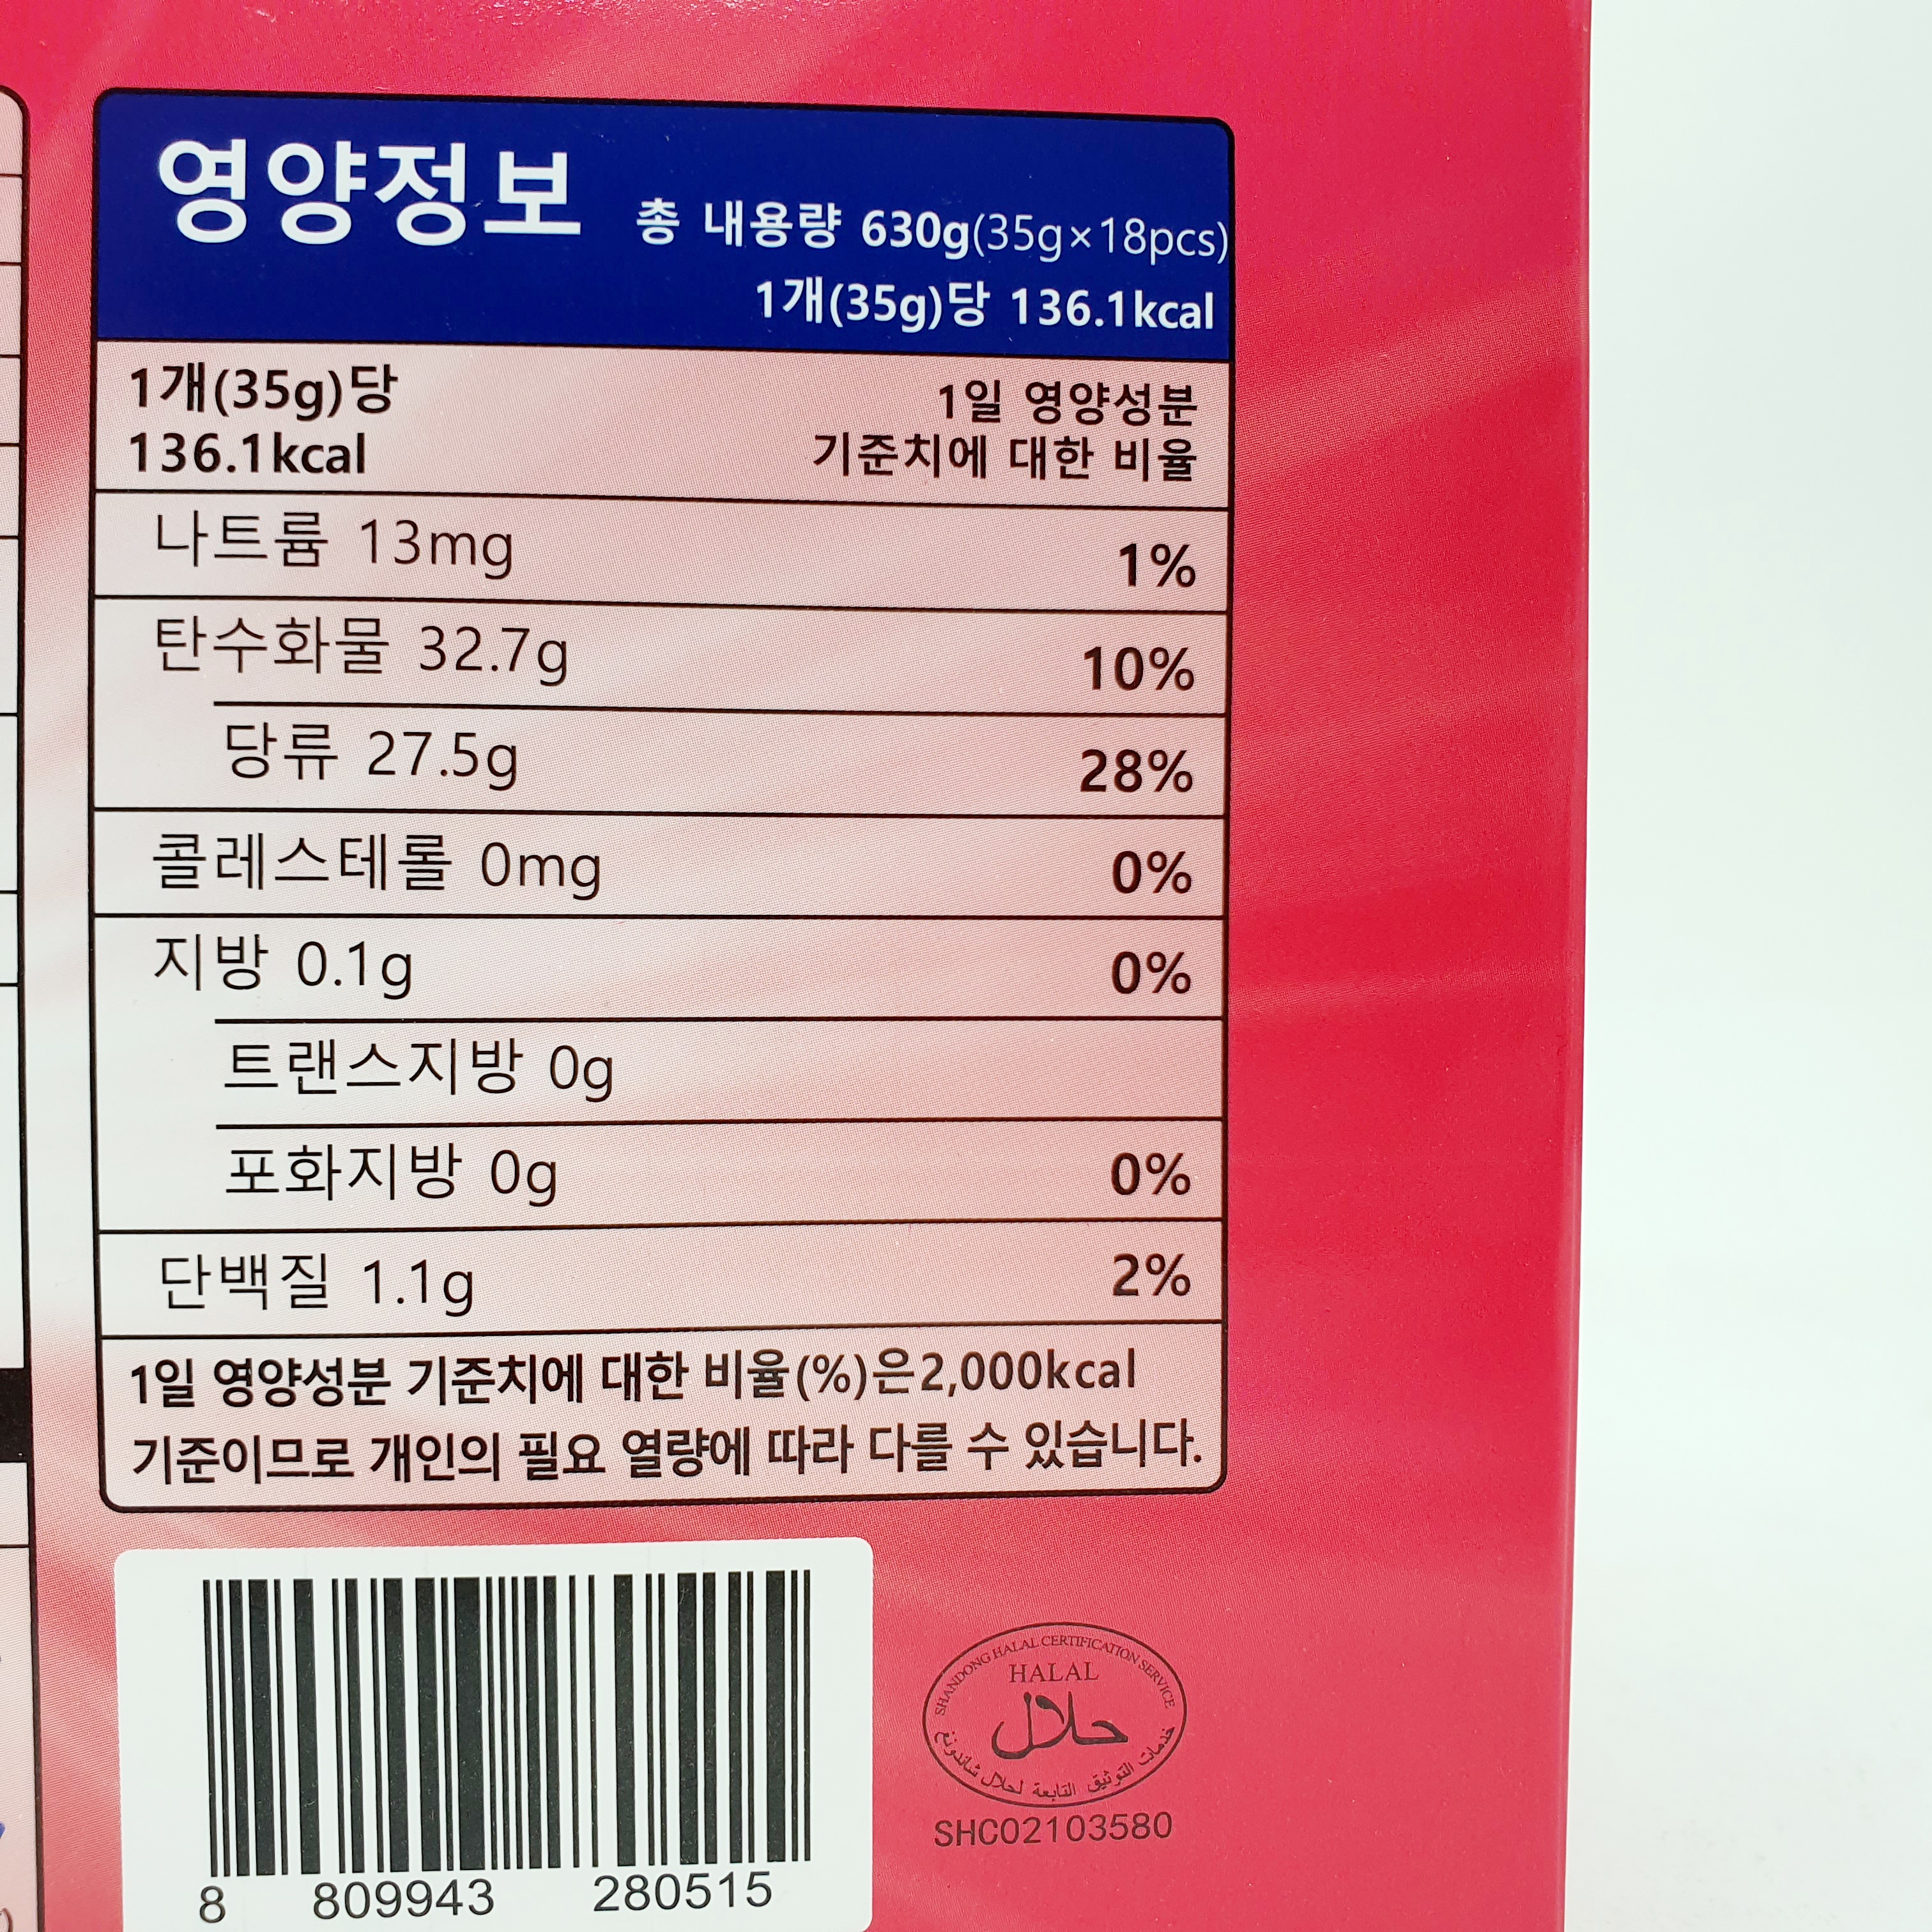 영양정보
총 내용량 630g(35g×18pcs)
1개(35g)당 136.1kcal
1개(35g)당
136.1kcal
1일 영양성분
기준치에 대한 비율
나트륨 13mg 1%
탄수화물 32.7g 10%
당류 27.5g 28%
콜레스테롤 0mg 0%
지방 0.1g 0%
트랜스지방 0g
포화지방 0g 0%
단백질 1.1g 2%
1일 영양성분 기준치에 대한 비율(%)은2,000kcal
기준이므로 개인의 필요 열량에 따라 다를 수 있습니다.
8 809943 280515
SHANDONG HALAL CERTIFICATION SERVICE
HALAL
حلال
خدمات التوثيق التابعة لحلال شاندونغ
SHC02103580